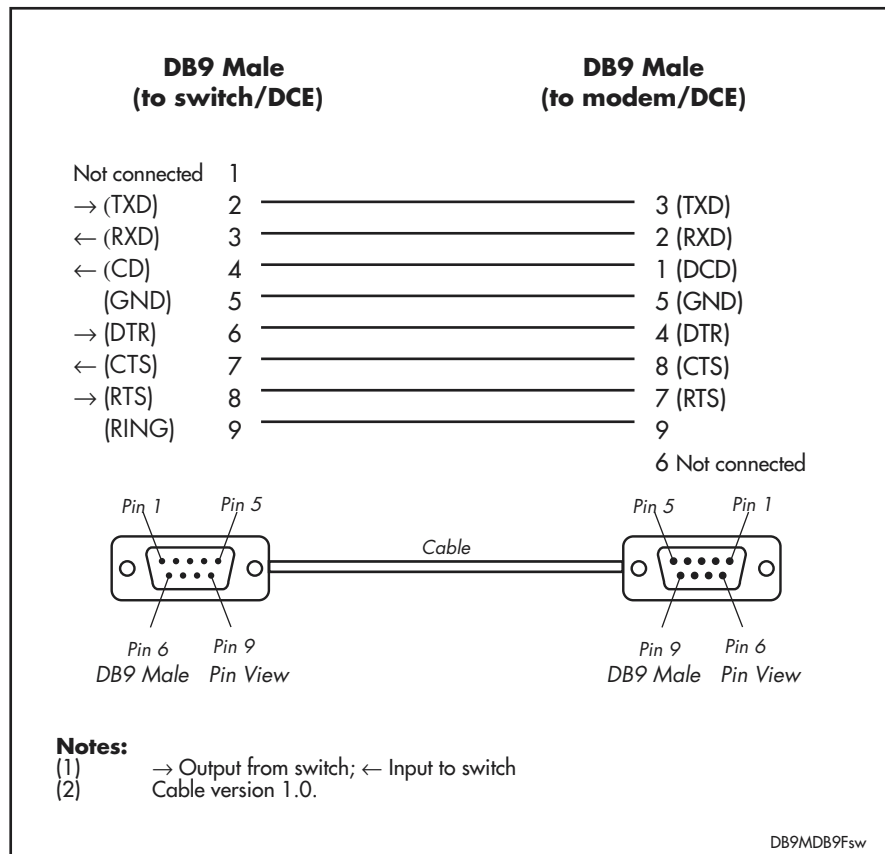 DB9 Male DB9 Male
(to switch/DCE) (to modem/DCE)
Not connected 1
→ (TXD) 2 3 (TXD)
← (RXD) 3 2 (RXD)
← (CD) 4 1 (DCD)
(GND) 5 5 (GND)
→ (DTR) 6 4 (DTR)
← (CTS) 7 8 (CTS)
→ (RTS) 8 7 (RTS)
(RING) 9 9
6 Not connected
Pin 1 Pin 5 Pin 5 Pin 1
Cable
Pin 6 Pin 9 Pin 9 Pin 6
DB9 Male Pin View DB9 Male Pin View
Notes:
(1) → Output from switch; ← Input to switch
(2) Cable version 1.0.
DB9MDB9Fsw